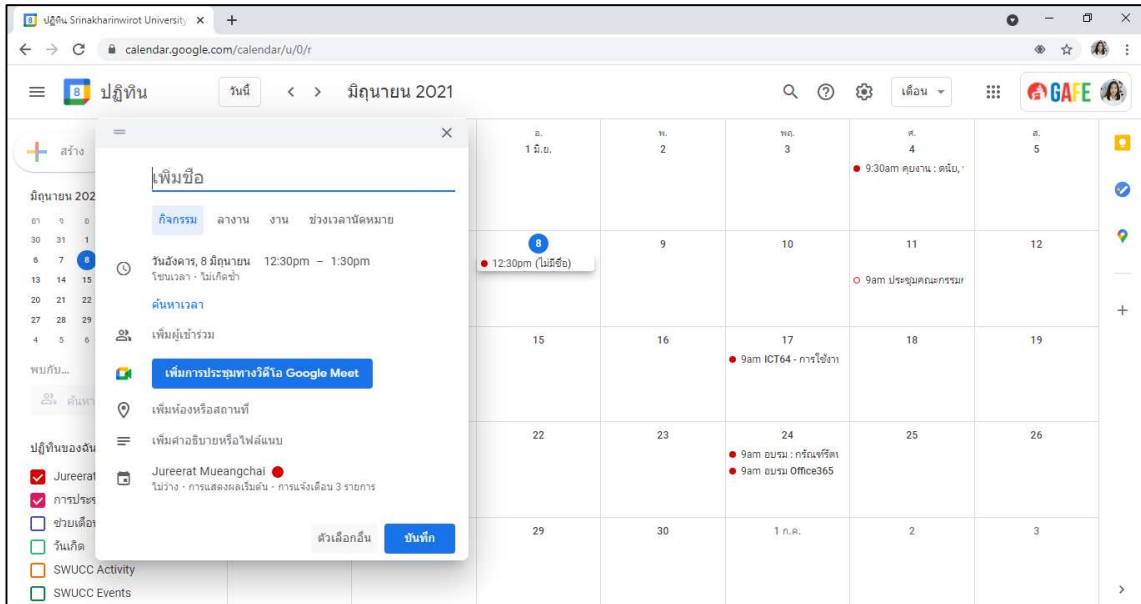 ปฏิทิน Srinakharinwirot University
calendar.google.com/calendar/u/0/r
8 ปฏิทิน วันนี้ มิถุนายน 2021 เดือน GAFE
สร้าง
มิถุนายน 202
อา จ อ
30 31 1
6 7 8
13 14 15
20 21 22
27 28 29
4 5 6
พบกับ...
ค้นหา
ปฏิทินของฉัน
Jureerat
การประช
ช่วยเตือน
วันเกิด
SWUCC Activity
SWUCC Events
เพิ่มชื่อ
กิจกรรม ลางาน งาน ช่วงเวลานัดหมาย
วันอังคาร, 8 มิถุนายน 12:30pm – 1:30pm
โซนเวลา · ไม่เกิดซ้ำ
ค้นหาเวลา
เพิ่มผู้เข้าร่วม
เพิ่มการประชุมทางวิดีโอ Google Meet
เพิ่มห้องหรือสถานที่
เพิ่มคำอธิบายหรือไฟล์แนบ
Jureerat Mueangchai
ไม่ว่าง · การแสดงผลเริ่มต้น · การแจ้งเตือน 3 รายการ
ตัวเลือกอื่น บันทึก
อ. พ. พฤ. ศ. ส.
1 มิ.ย. 2 3 4 5
9:30am คุยงาน : ดนัย,
8 9 10 11 12
12:30pm (ไม่มีชื่อ)
9am ประชุมคณะกรรมก
15 16 17 18 19
9am ICT64 - การใช้งา
22 23 24 25 26
9am อบรม : กรัณฑ์รัต
9am อบรม Office365
29 30 1 ก.ค. 2 3